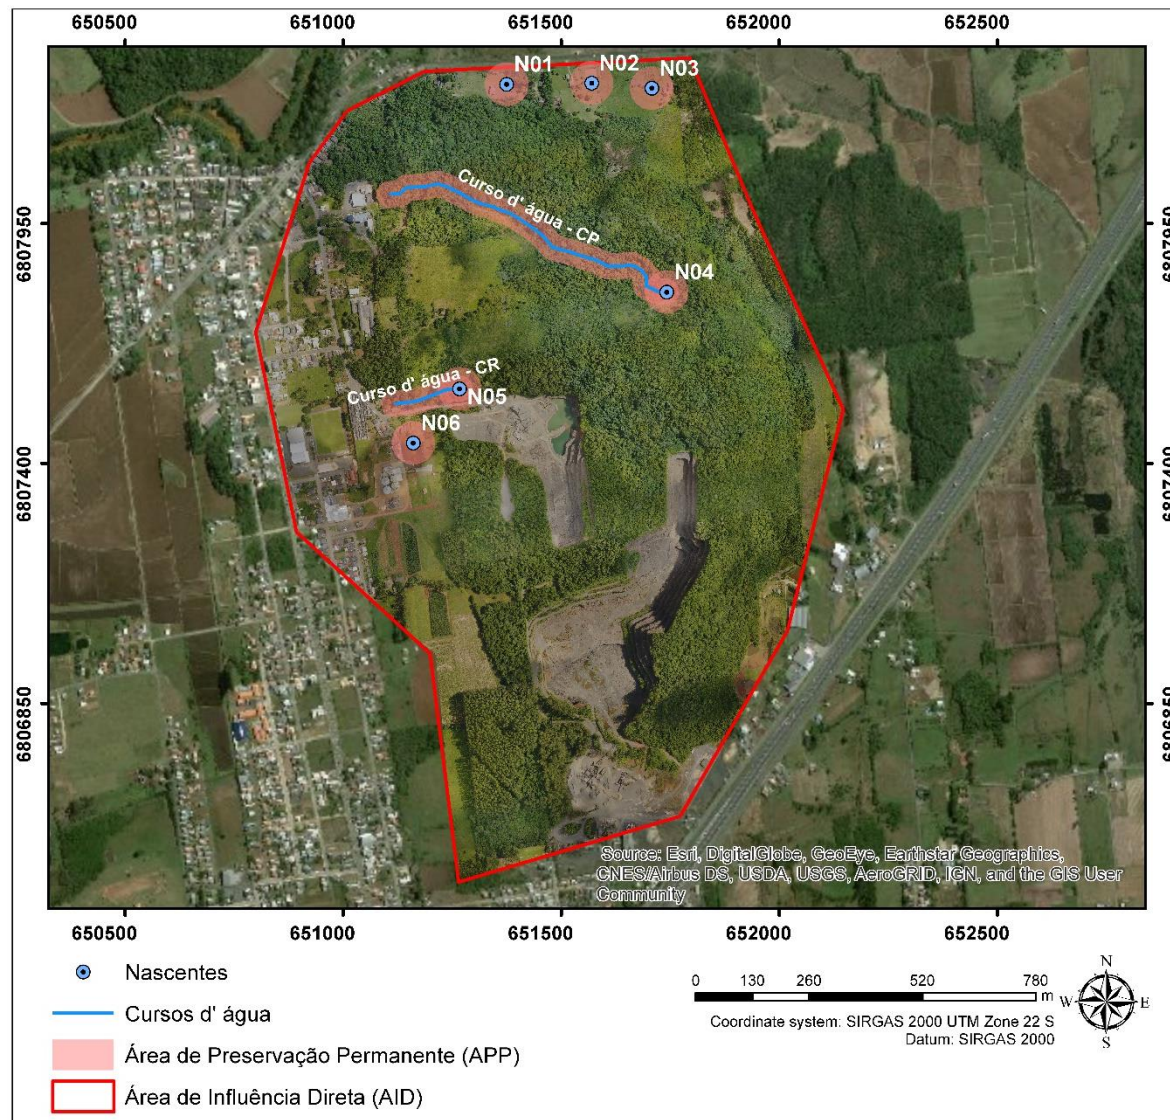 650500 651000 651500 652000 652500
N01 N02 N03
Curso d' água - CP
6807950 6807950
N04
Curso d' água - CR
N05
N06
6807400 6807400
6806850 6806850
Source: Esri, DigitalGlobe, GeoEye, Earthstar Geographics,
CNES/Airbus DS, USDA, USGS, AeroGRID, IGN, and the GIS User
Community
650500 651000 651500 652000 652500
Nascentes
Cursos d' água
Área de Preservação Permanente (APP)
Área de Influência Direta (AID)
0 130 260 520 780
m
Coordinate system: SIRGAS 2000 UTM Zone 22 S
Datum: SIRGAS 2000
N
W E
S